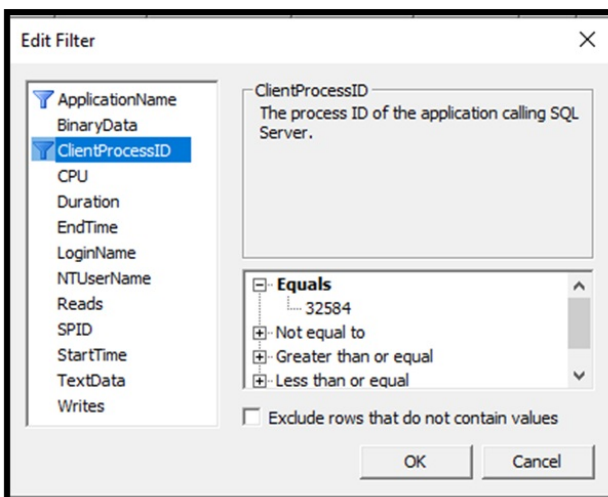 Edit Filter
ApplicationName
BinaryData
ClientProcessID
CPU
Duration
EndTime
LoginName
NTUserName
Reads
SPID
StartTime
TextData
Writes
ClientProcessID
The process ID of the application calling SQL
Server.
Equals
32584
Not equal to
Greater than or equal
Less than or equal
Exclude rows that do not contain values
OK
Cancel